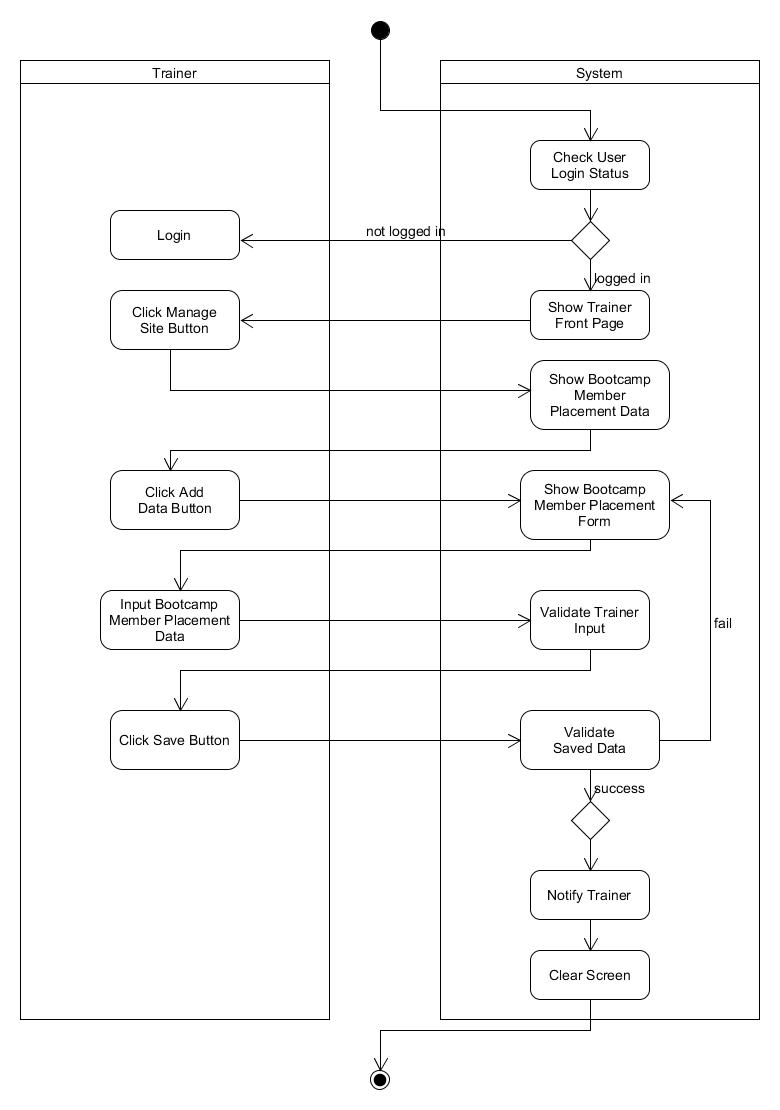 Trainer
System
Check User
Login Status
Login
not logged in
logged in
Click Manage
Site Button
Show Trainer
Front Page
Show Bootcamp
Member
Placement Data
Click Add
Data Button
Show Bootcamp
Member Placement
Form
Input Bootcamp
Member Placement
Data
Validate Trainer
Input
fail
Click Save Button
Validate
Saved Data
success
Notify Trainer
Clear Screen